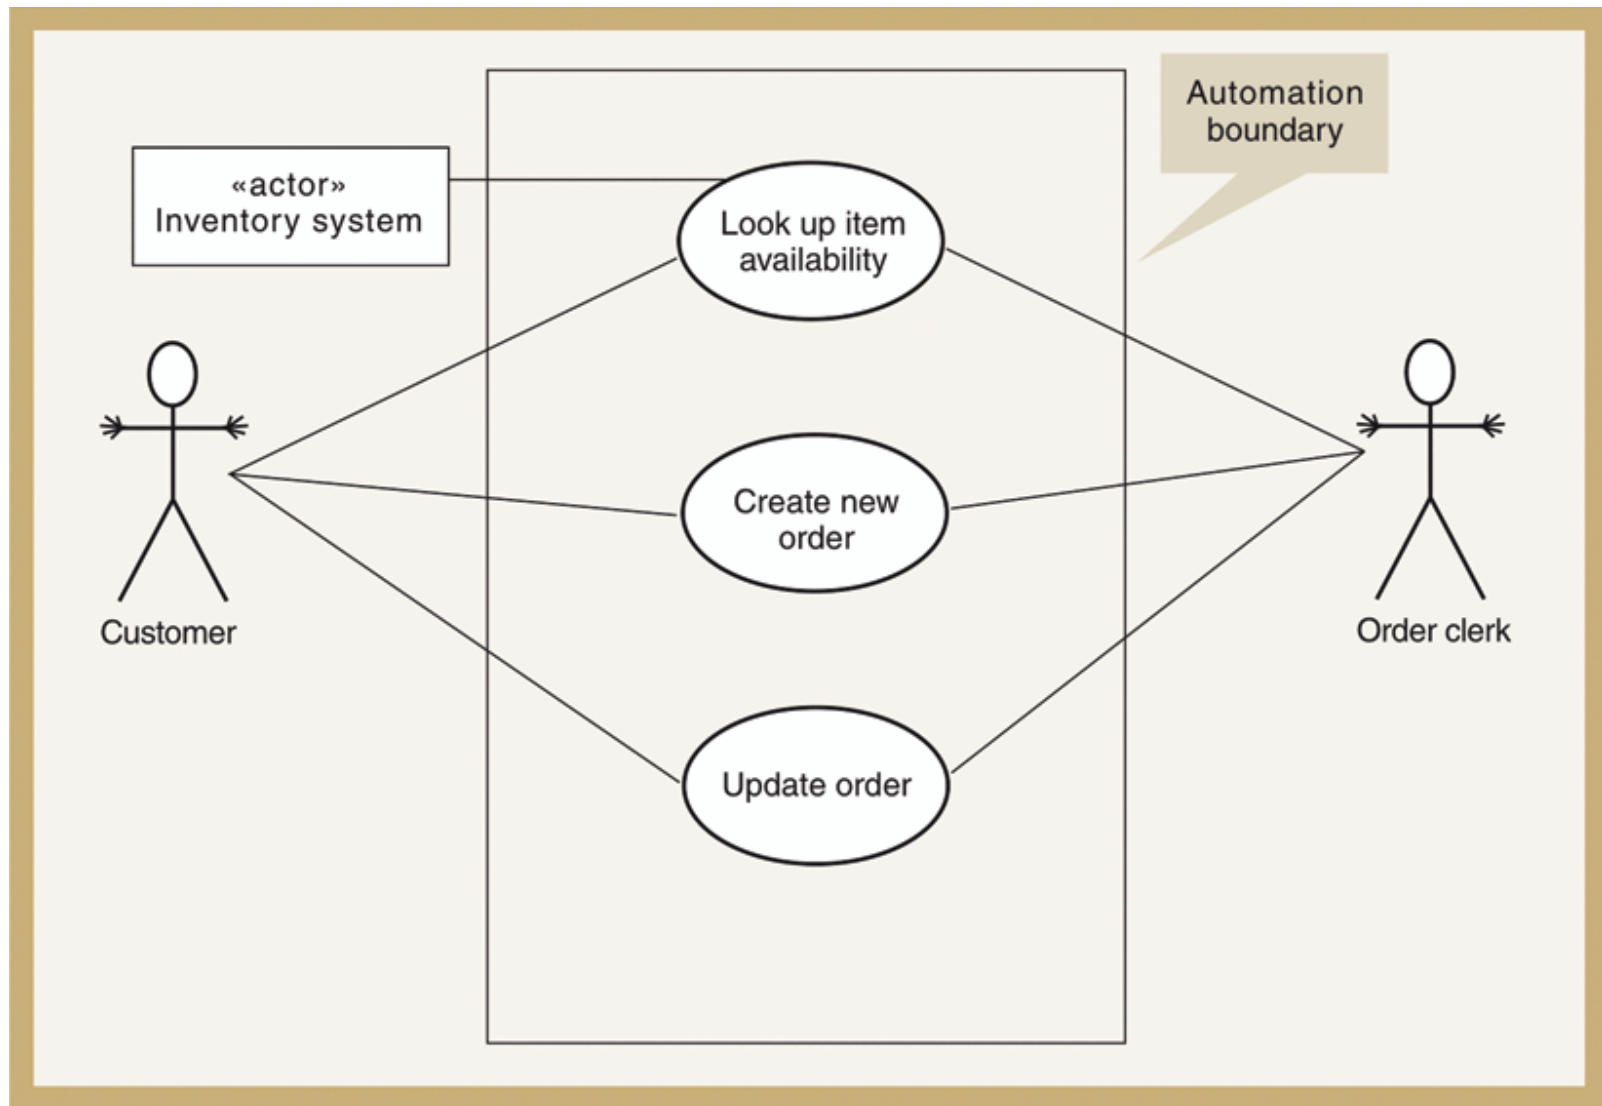 Automation
boundary
«actor»
Inventory system
Look up item
availability
Create new
order
Customer
Order clerk
Update order